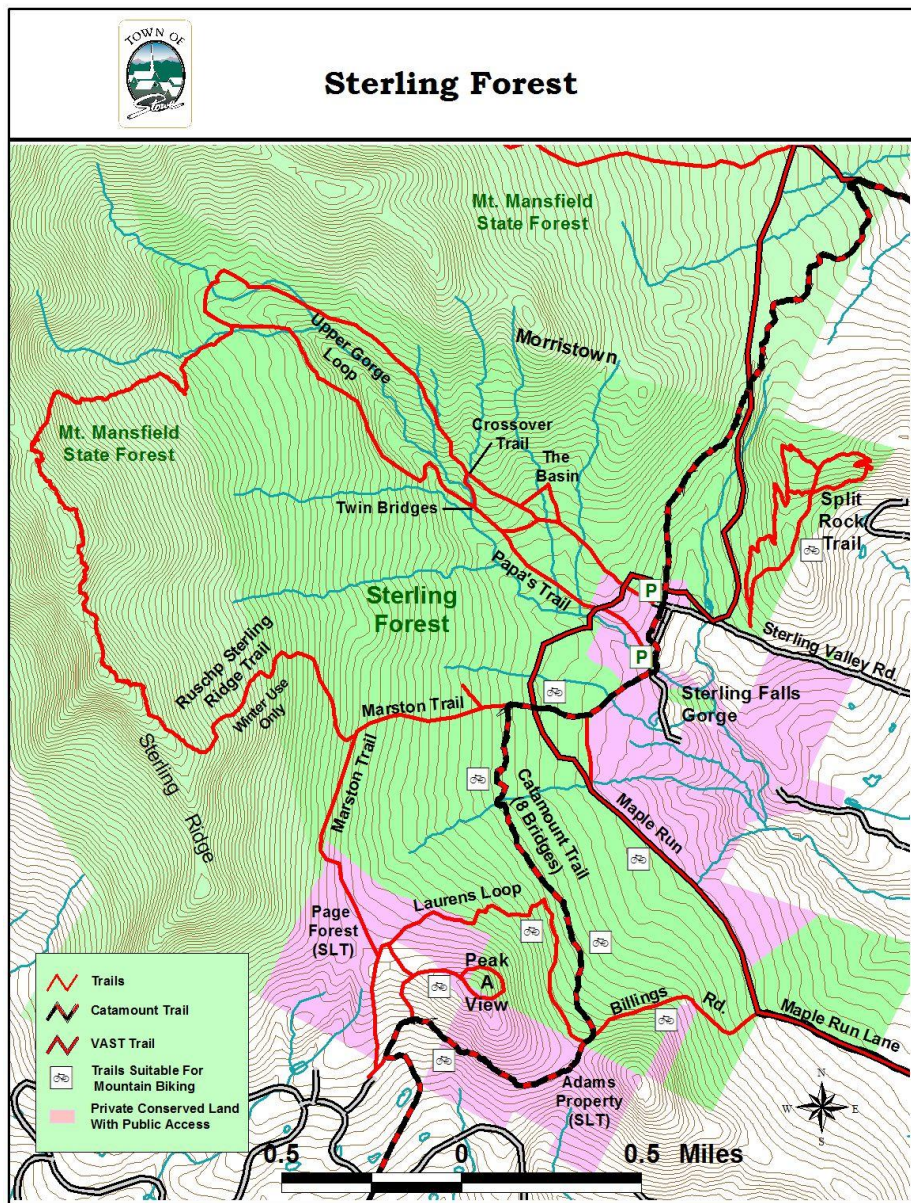 TOWN OF
Stowe
Sterling Forest
Mt. Mansfield
State Forest
Upper Gorge
Loop
Morristown
Mt. Mansfield
State Forest
Crossover
Trail
The
Basin
Twin Bridges
Split
Rock
Trail
Papa's Trail
P
Sterling
Forest
Sterling Valley Rd.
P
Ruschp Sterling
Ridge Trail
Winter Use
Only
Sterling Falls
Gorge
Marston Trail
Sterling
Ridge
Marston Trail
Catamount Trail
(8 Bridges)
Maple Run
Laurens Loop
Page
Forest
(SLT)
Peak
A
View
Billings Rd.
Maple Run Lane
Adams
Property
(SLT)
Trails
Catamount Trail
VAST Trail
Trails Suitable For
Mountain Biking
Private Conserved Land
With Public Access
N
W E
S
0.5 0 0.5 Miles